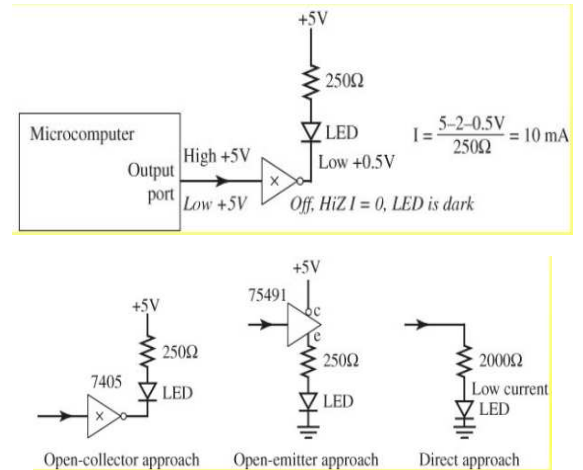 +5V
250Ω
LED
I = 5–2–0.5V / 250Ω = 10 mA
Microcomputer
Output
port
High +5V
Low +5V
x
Low +0.5V
Off, HiZ I = 0, LED is dark
+5V
250Ω
LED
7405
x
Open-collector approach
+5V
75491
c
e
250Ω
LED
Open-emitter approach
2000Ω
Low current
LED
Direct approach